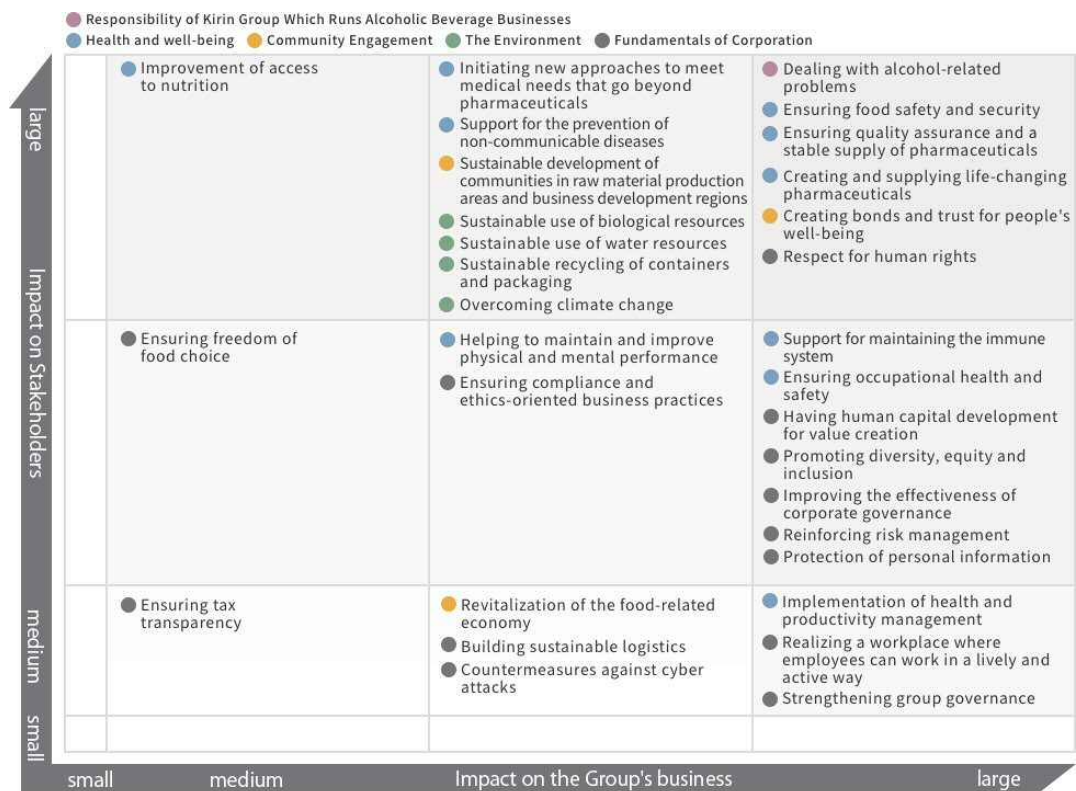 Responsibility of Kirin Group Which Runs Alcoholic Beverage Businesses
Health and well-being Community Engagement The Environment Fundamentals of Corporation
large
Impact on Stakeholders
medium
small
Improvement of access
to nutrition
Initiating new approaches to meet
medical needs that go beyond
pharmaceuticals
Support for the prevention of
non-communicable diseases
Sustainable development of
communities in raw material production
areas and business development regions
Sustainable use of biological resources
Sustainable use of water resources
Sustainable recycling of containers
and packaging
Overcoming climate change
Dealing with alcohol-related
problems
Ensuring food safety and security
Ensuring quality assurance and a
stable supply of pharmaceuticals
Creating and supplying life-changing
pharmaceuticals
Creating bonds and trust for people's
well-being
Respect for human rights
Ensuring freedom of
food choice
Helping to maintain and improve
physical and mental performance
Ensuring compliance and
ethics-oriented business practices
Support for maintaining the immune
system
Ensuring occupational health and
safety
Having human capital development
for value creation
Promoting diversity, equity and
inclusion
Improving the effectiveness of
corporate governance
Reinforcing risk management
Protection of personal information
Ensuring tax
transparency
Revitalization of the food-related
economy
Building sustainable logistics
Countermeasures against cyber
attacks
Implementation of health and
productivity management
Realizing a workplace where
employees can work in a lively and
active way
Strengthening group governance
small medium Impact on the Group's business large